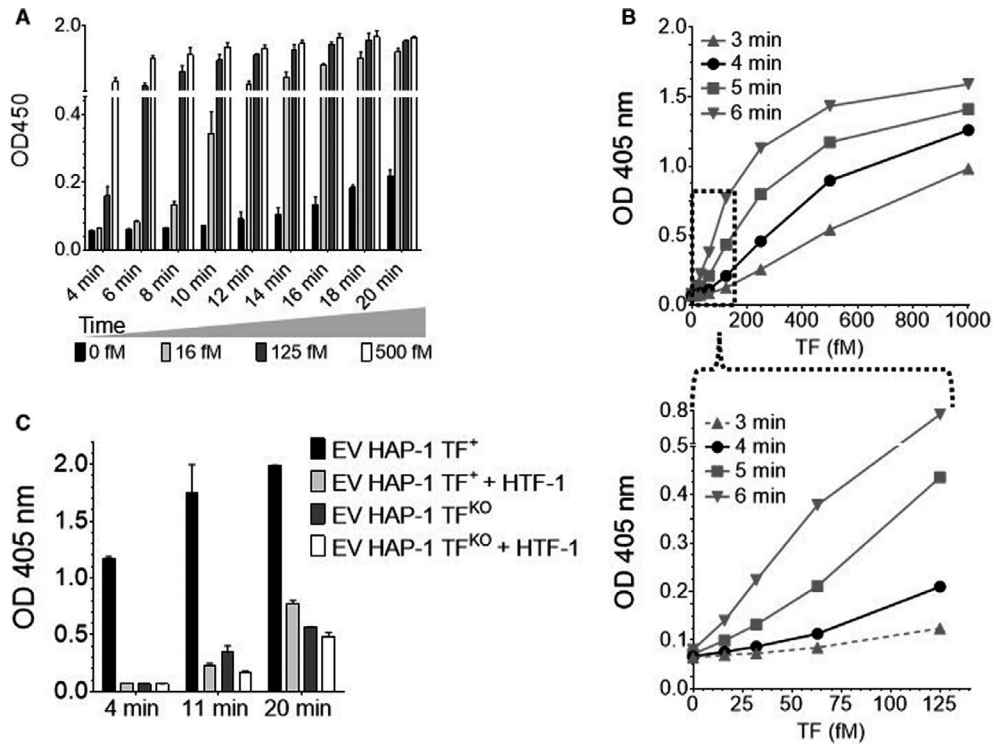 A
2.0
0.4
0.2
0.0
OD450
4 min
6 min
8 min
10 min
12 min
14 min
16 min
18 min
20 min
Time
0 fM
16 fM
125 fM
500 fM
B
2.0
1.5
1.0
0.5
0.0
OD 405 nm
3 min
4 min
5 min
6 min
0 200 400 600 800 1000
TF (fM)
0.8
0.5
0.4
0.3
0.2
0.1
0.0
OD 405 nm
3 min
4 min
5 min
6 min
0 25 50 75 100 125
TF (fM)
C
2.0
1.5
1.0
0.5
0.0
OD 405 nm
EV HAP-1 TF⁺
EV HAP-1 TF⁺ + HTF-1
EV HAP-1 TFᴷᴼ
EV HAP-1 TFᴷᴼ + HTF-1
4 min 11 min 20 min